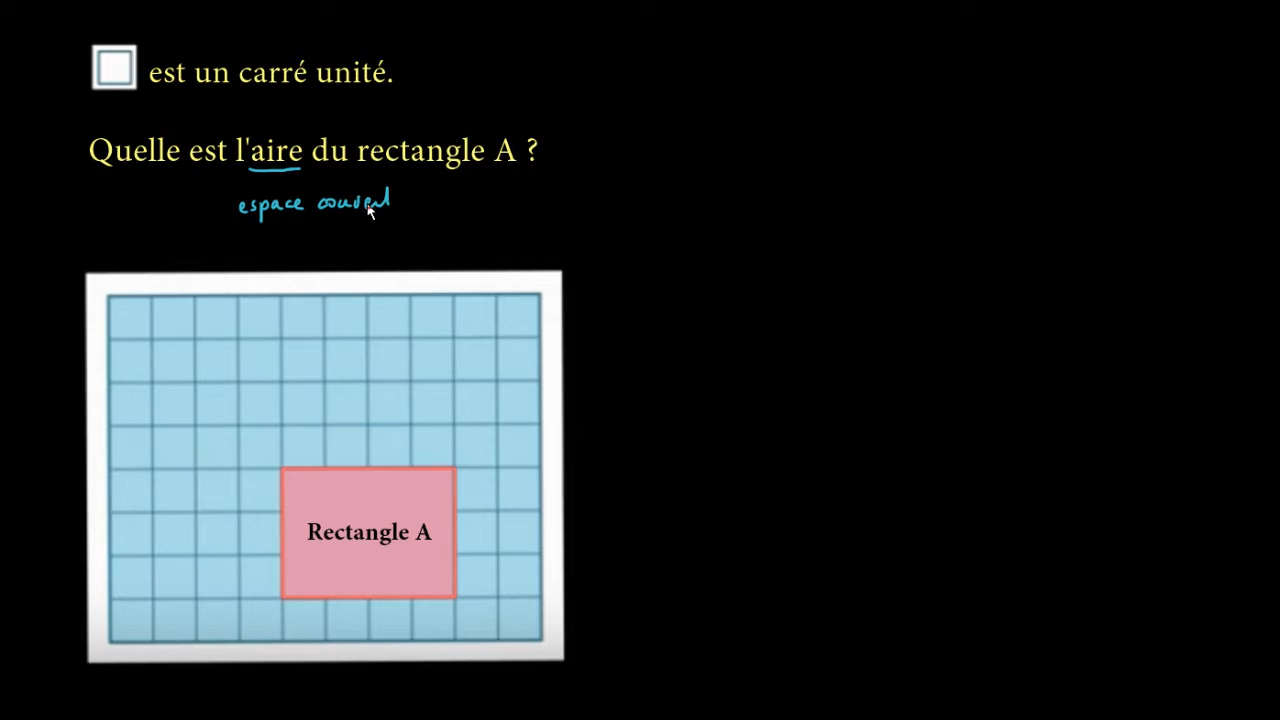 est un carré unité.
Quelle est l'aire du rectangle A ?
espace couvert
Rectangle A